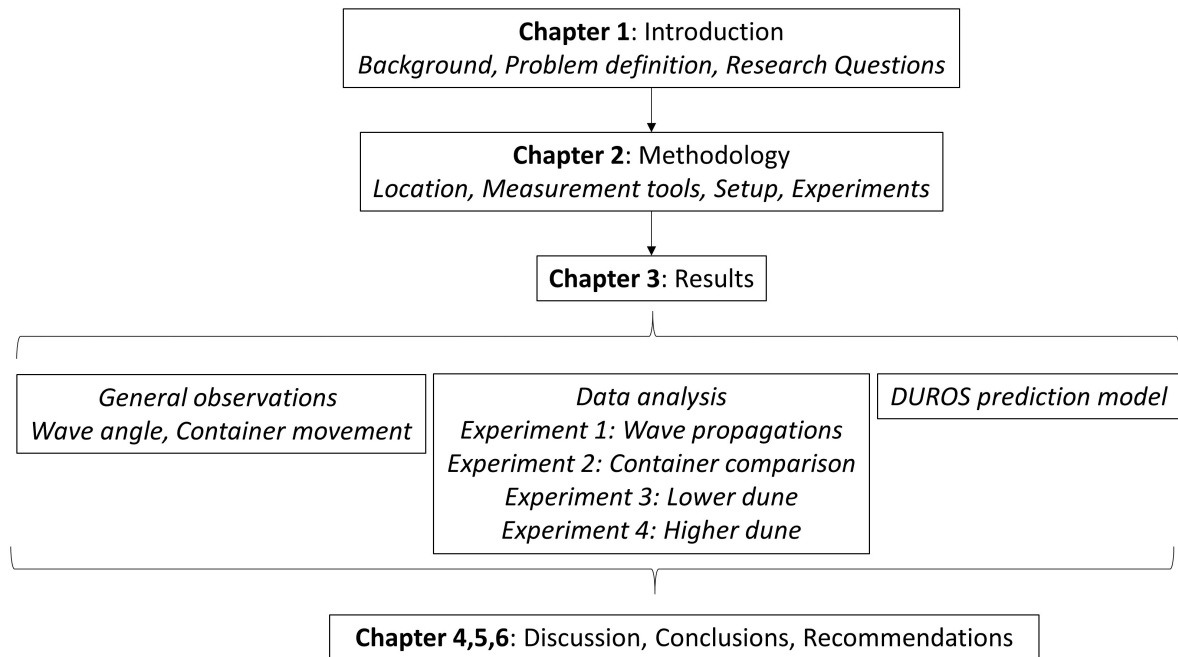 Chapter 1: Introduction
Background, Problem definition, Research Questions
Chapter 2: Methodology
Location, Measurement tools, Setup, Experiments
Chapter 3: Results
General observations
Wave angle, Container movement
Data analysis
Experiment 1: Wave propagations
Experiment 2: Container comparison
Experiment 3: Lower dune
Experiment 4: Higher dune
DUROS prediction model
Chapter 4,5,6: Discussion, Conclusions, Recommendations